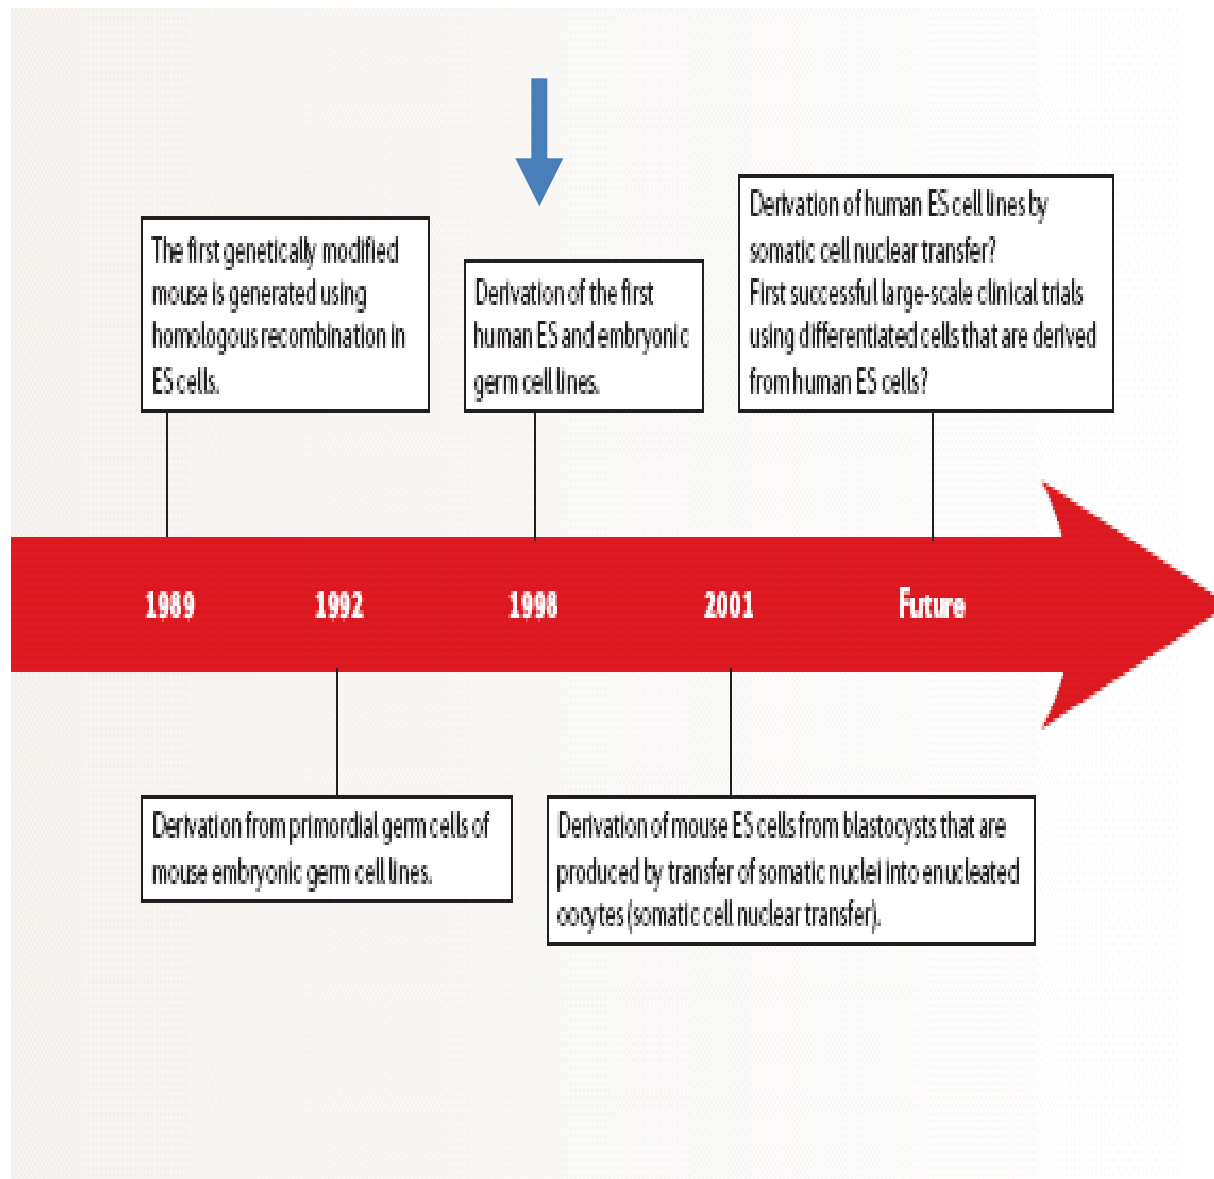 The first genetically modified
mouse is generated using
homologous recombination in
ES cells.
Derivation of the first
human ES and embryonic
germ cell lines.
Derivation of human ES cell lines by
somatic cell nuclear transfer?
First successful large-scale clinical trials
using differentiated cells that are derived
from human ES cells?
1989
1992
1998
2001
Future
Derivation from primordial germ cells of
mouse embryonic germ cell lines.
Derivation of mouse ES cells from blastocysts that are
produced by transfer of somatic nuclei into enucleated
oocytes (somatic cell nuclear transfer).